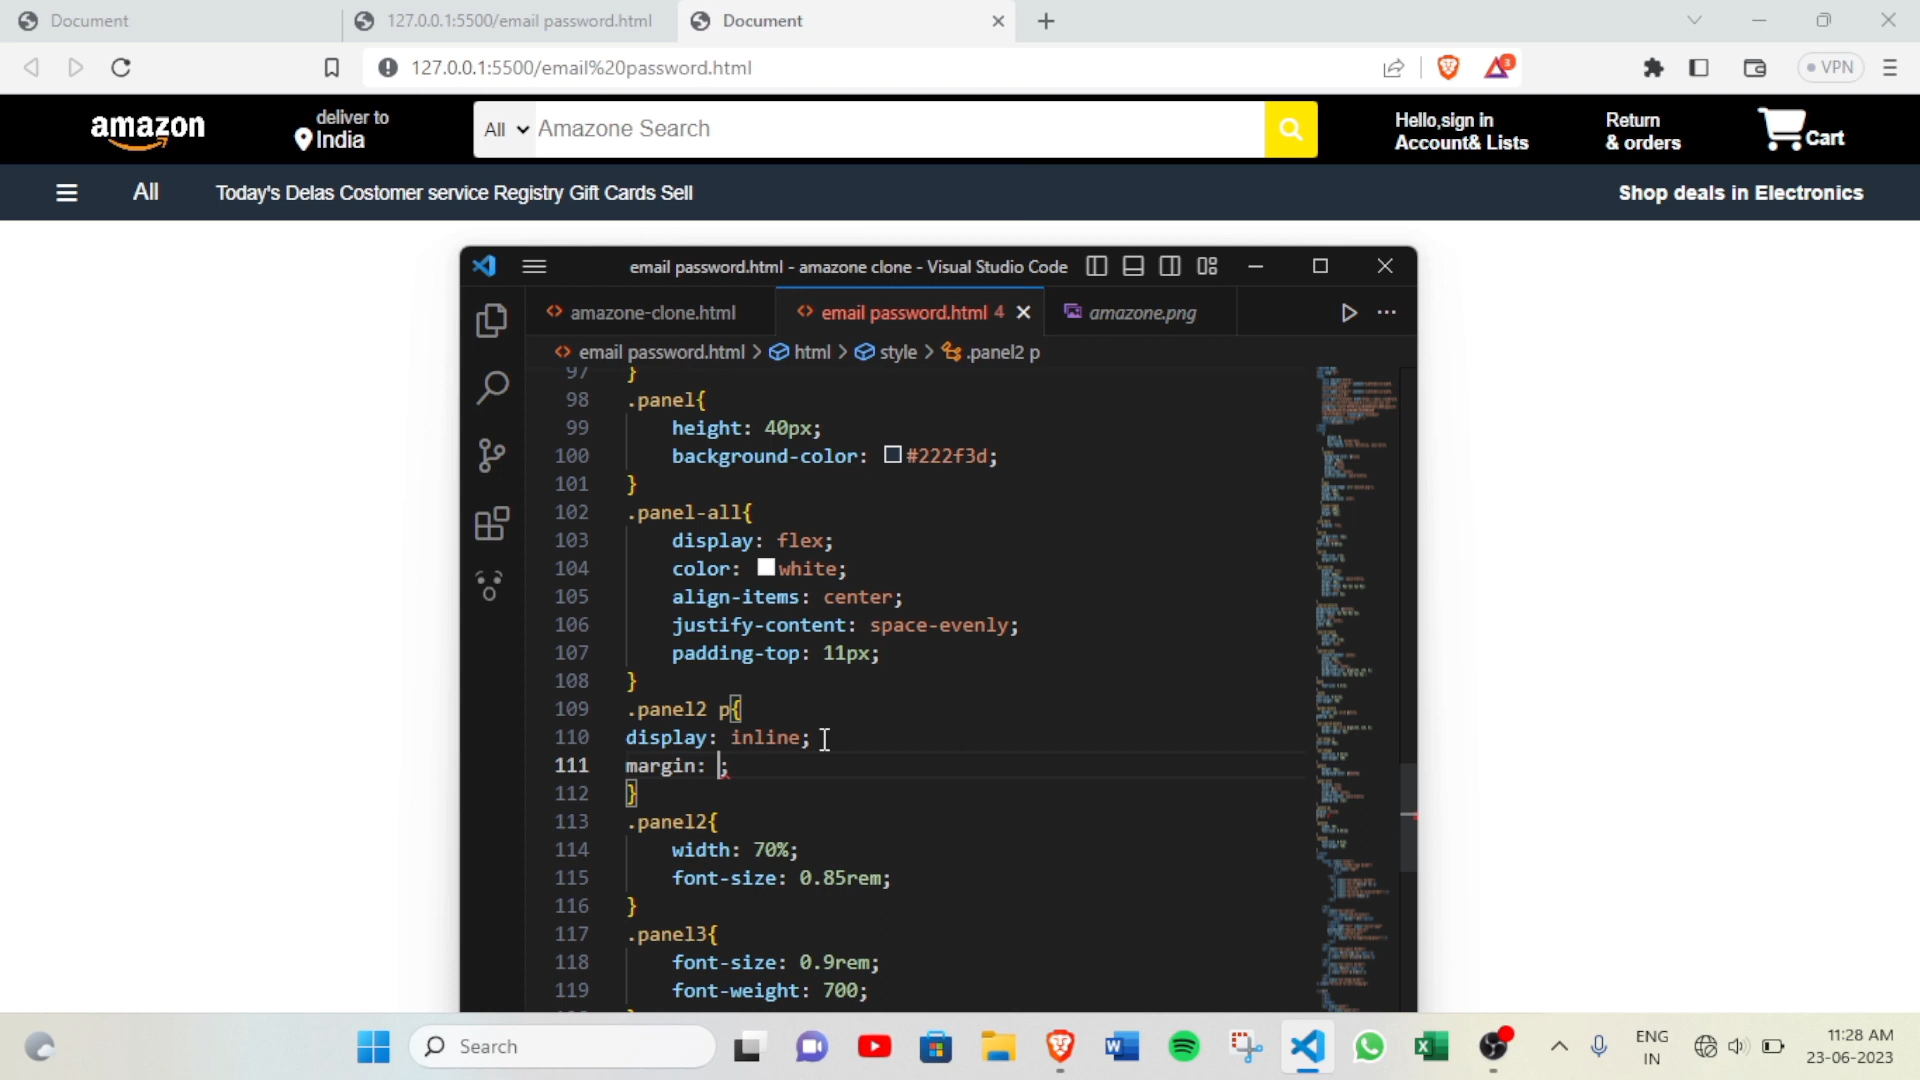 Document
127.0.0.1:5500/email password.html
Document
127.0.0.1:5500/email%20password.html
3
VPN
amazon
deliver to
India
All
Amazone Search
Hello,sign in
Account& Lists
Return
& orders
Cart
All
Today's Delas Costomer service Registry Gift Cards Sell
Shop deals in Electronics
email password.html - amazone clone - Visual Studio Code
amazone-clone.html
email password.html 4
amazone.png
email password.html > html > style > .panel2 p
97 }
98 .panel{
99 height: 40px;
100 background-color: #222f3d;
101 }
102 .panel-all{
103 display: flex;
104 color: white;
105 align-items: center;
106 justify-content: space-evenly;
107 padding-top: 11px;
108 }
109 .panel2 p{
110 display: inline;
111 margin: ;
112 }
113 .panel2{
114 width: 70%;
115 font-size: 0.85rem;
116 }
117 .panel3{
118 font-size: 0.9rem;
119 font-weight: 700;
Search
ENG
IN
11:28 AM
23-06-2023